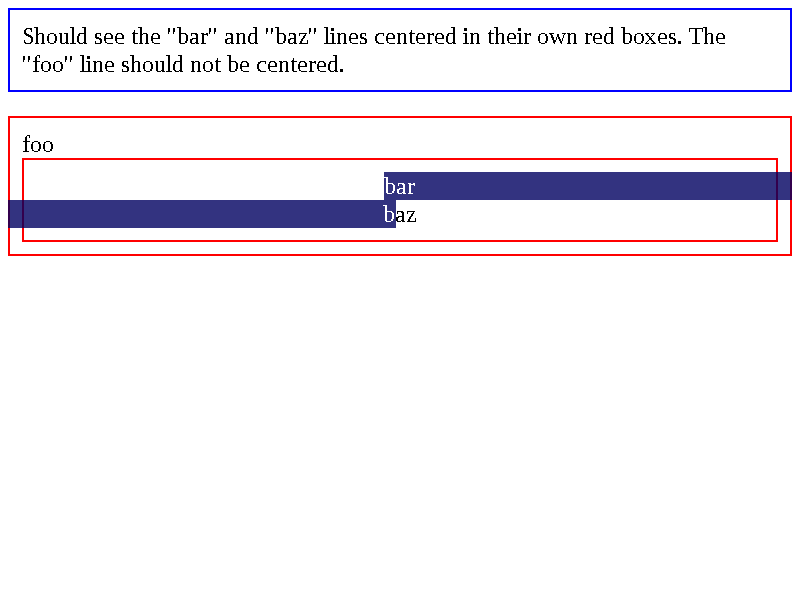 Should see the "bar" and "baz" lines centered in their own red boxes. The
"foo" line should not be centered.
foo
bar
baz